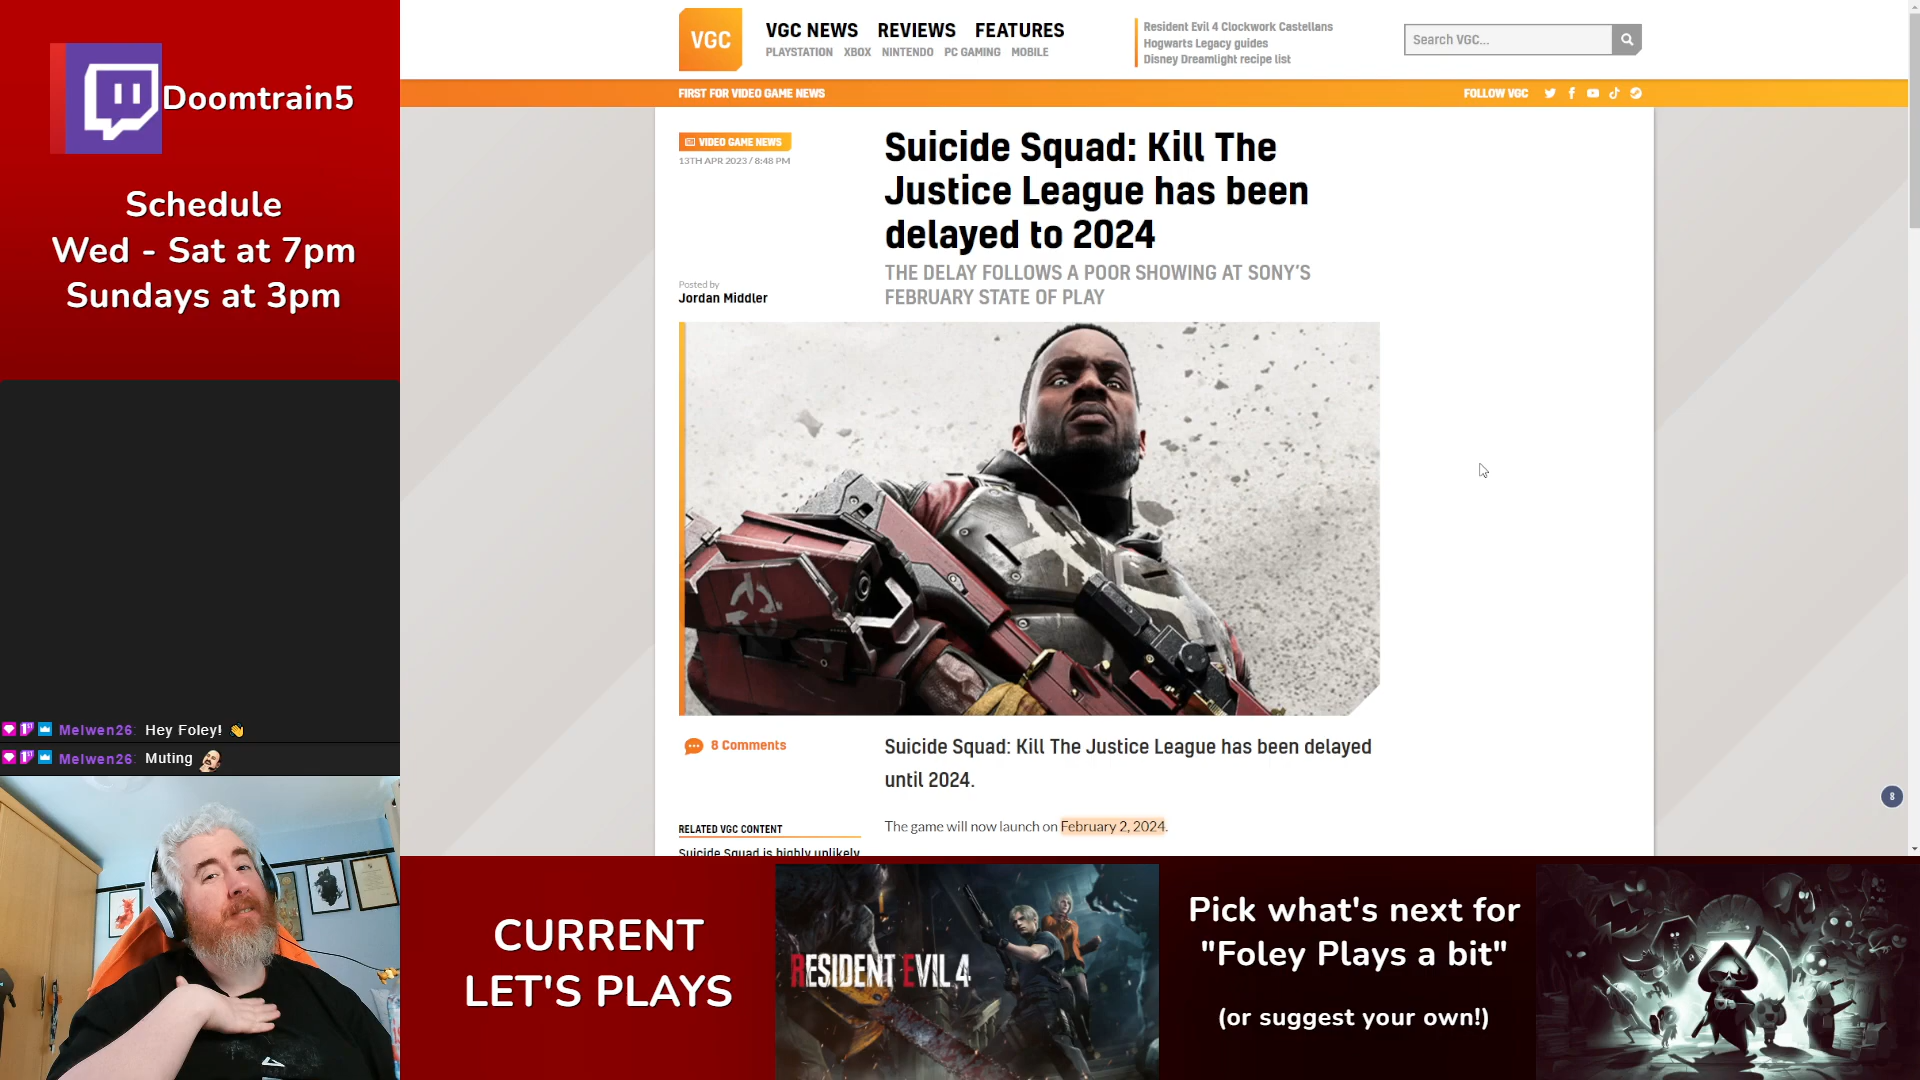 Doomtrain5
Schedule
Wed - Sat at 7pm
Sundays at 3pm
Melwen26: Hey Foley!
Melwen26: Muting
VGC
VGC NEWS REVIEWS FEATURES
PLAYSTATION XBOX NINTENDO PC GAMING MOBILE
Resident Evil 4 Clockwork Castellans
Hogwarts Legacy guides
Disney Dreamlight recipe list
Search VGC...
FIRST FOR VIDEO GAME NEWS
FOLLOW VGC
VIDEO GAME NEWS
13TH APR 2023 / 8:48 PM
Suicide Squad: Kill The
Justice League has been
delayed to 2024
THE DELAY FOLLOWS A POOR SHOWING AT SONY'S
FEBRUARY STATE OF PLAY
Posted by
Jordan Middler
8 Comments
Suicide Squad: Kill The Justice League has been delayed
until 2024.
The game will now launch on February 2, 2024.
RELATED VGC CONTENT
Suicide Squad is highly unlikely
8
CURRENT
LET'S PLAYS
RESIDENT EVIL 4
Pick what's next for
"Foley Plays a bit"
(or suggest your own!)